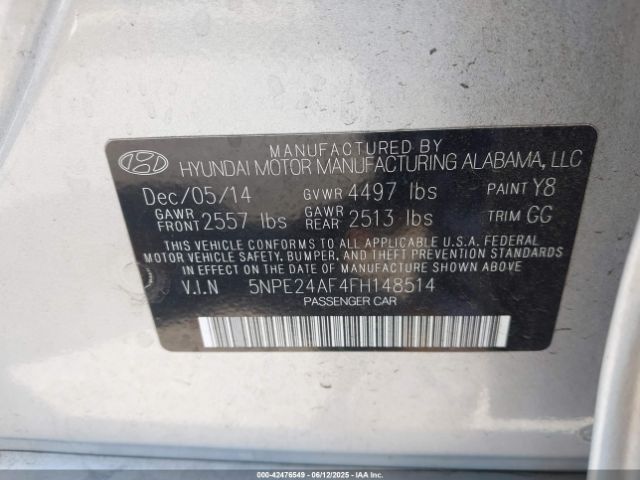 MANUFACTURED BY
HYUNDAI MOTOR MANUFACTURING ALABAMA, LLC
Dec/05/14 GVWR 4497 lbs PAINT Y8
GAWR FRONT 2557 lbs GAWR REAR 2513 lbs TRIM GG
THIS VEHICLE CONFORMS TO ALL APPLICABLE U.S.A. FEDERAL
MOTOR VEHICLE SAFETY, BUMPER, AND THEFT PREVENTION STANDARDS
IN EFFECT ON THE DATE OF MANUFACTURE SHOWN ABOVE.
V.I.N 5NPE24AF4FH148514
PASSENGER CAR
000-42476549 06/12/2025 IAAI.CA